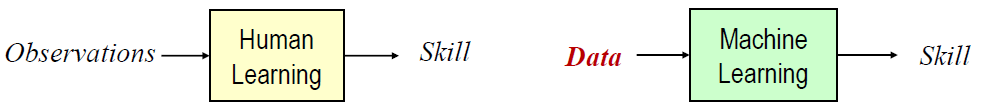 Observations
Human
Learning
Skill
Data
Machine
Learning
Skill